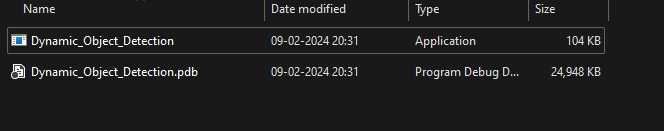 Name Date modified Type Size
Dynamic_Object_Detection 09-02-2024 20:31 Application 104 KB
Dynamic_Object_Detection.pdb 09-02-2024 20:31 Program Debug D... 24,948 KB